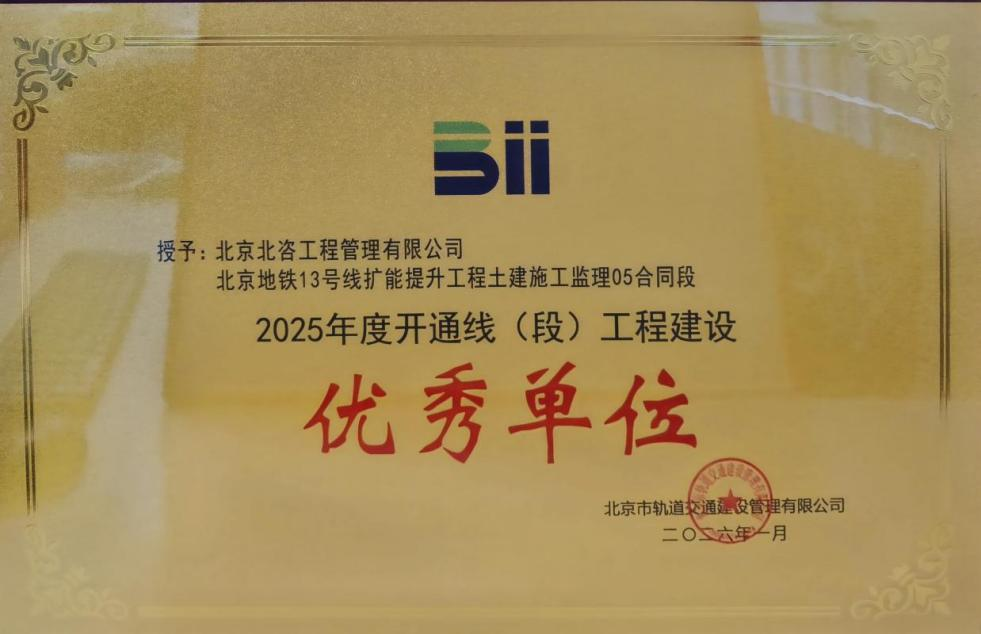 Bii
授予：北京北咨工程管理有限公司
北京地铁13号线扩能提升工程土建施工监理05合同段
2025年度开通线（段）工程建设
优秀单位
北京市轨道交通建设管理有限公司
二〇二六年一月